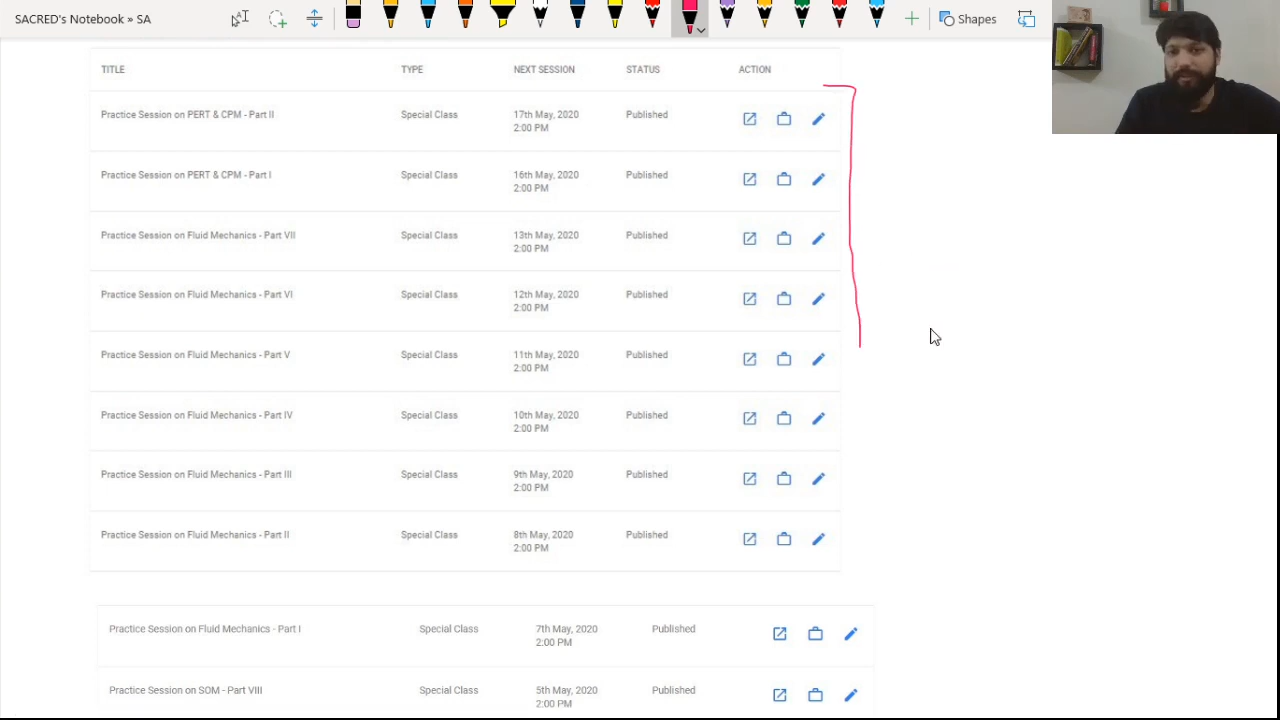 SACRED's Notebook » SA
Shapes
TITLE TYPE NEXT SESSION STATUS ACTION
Practice Session on PERT & CPM - Part II Special Class 17th May, 2020 Published
2:00 PM
Practice Session on PERT & CPM - Part I Special Class 16th May, 2020 Published
2:00 PM
Practice Session on Fluid Mechanics - Part VII Special Class 13th May, 2020 Published
2:00 PM
Practice Session on Fluid Mechanics - Part VI Special Class 12th May, 2020 Published
2:00 PM
Practice Session on Fluid Mechanics - Part V Special Class 11th May, 2020 Published
2:00 PM
Practice Session on Fluid Mechanics - Part IV Special Class 10th May, 2020 Published
2:00 PM
Practice Session on Fluid Mechanics - Part III Special Class 9th May, 2020 Published
2:00 PM
Practice Session on Fluid Mechanics - Part II Special Class 8th May, 2020 Published
2:00 PM
Practice Session on Fluid Mechanics - Part I Special Class 7th May, 2020 Published
2:00 PM
Practice Session on SOM - Part VIII Special Class 5th May, 2020 Published
2:00 PM